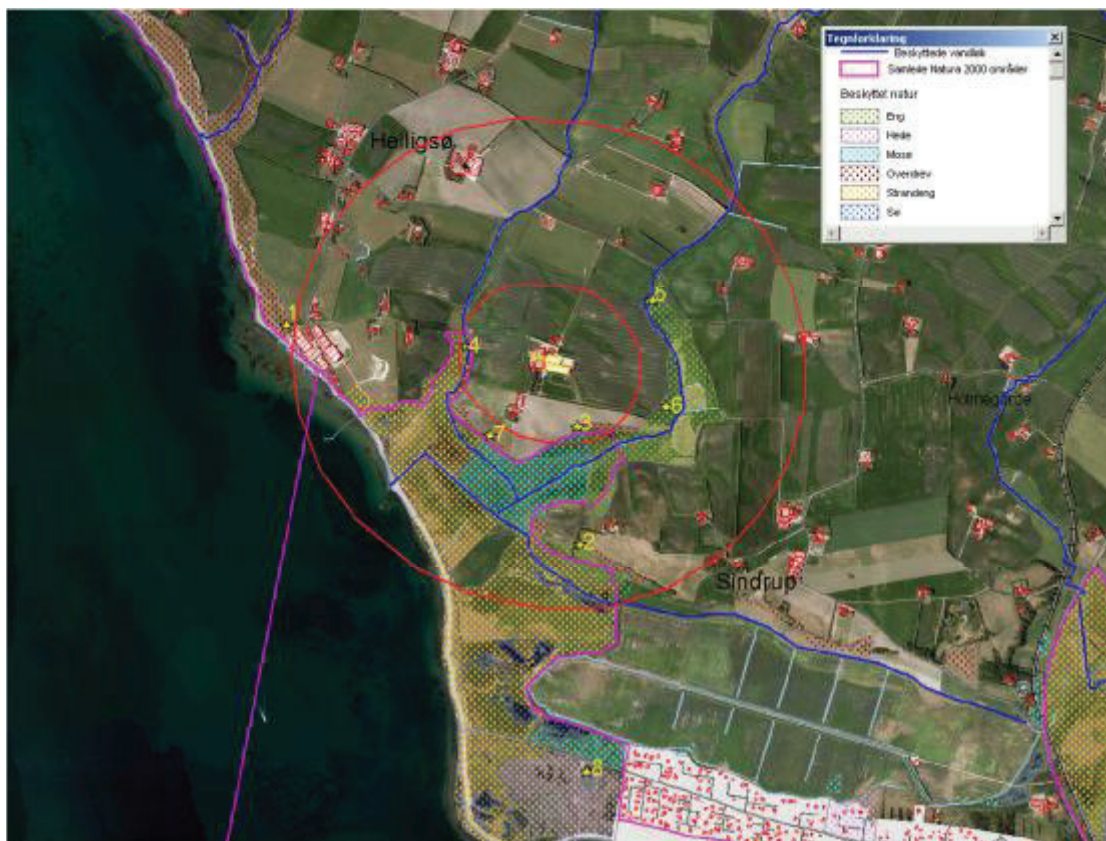 Tegnforklaring
Beskyttede vandløb
Samlede Natura 2000 områder
Beskyttet natur
Eng
Hede
Mose
Overdrev
Strandeng
Sø
Helligsø
1
4
5
6
3
7
Holmegårde
2
Sindrup
8